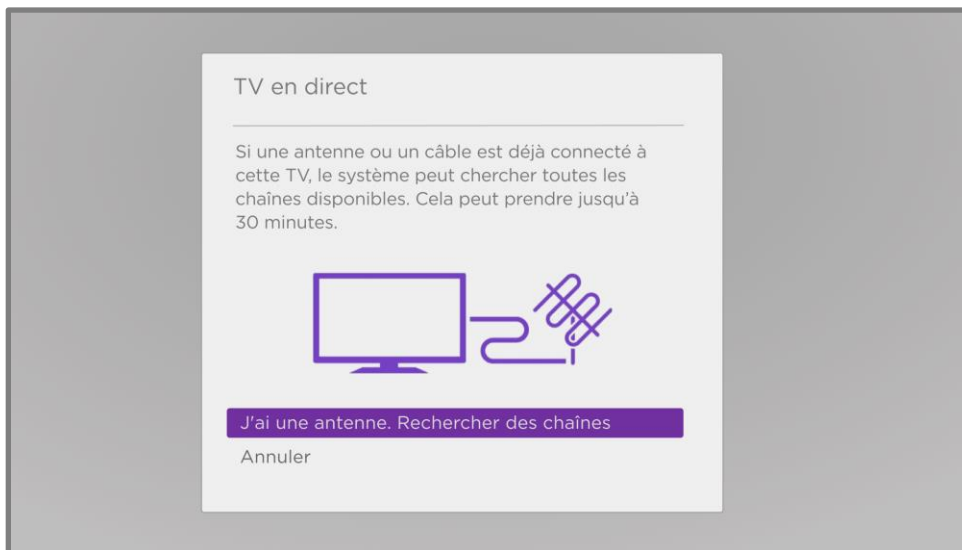 TV en direct
Si une antenne ou un câble est déjà connecté à
cette TV, le système peut chercher toutes les
chaînes disponibles. Cela peut prendre jusqu'à
30 minutes.
J'ai une antenne. Rechercher des chaînes
Annuler